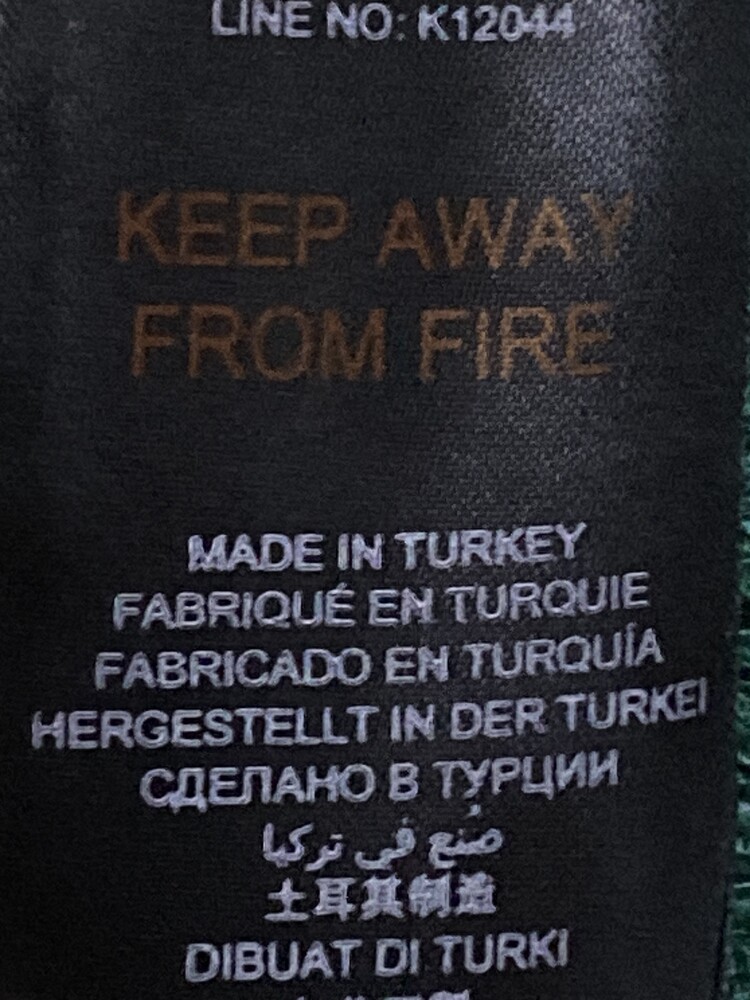 LINE NO: K12044
KEEP AWAY
FROM FIRE
MADE IN TURKEY
FABRIQUÉ EN TURQUIE
FABRICADO EN TURQUÍA
HERGESTELLT IN DER TURKEI
СДЕЛАНО В ТУРЦИИ
صُنع في تركيا
土耳其制造
DIBUAT DI TURKI